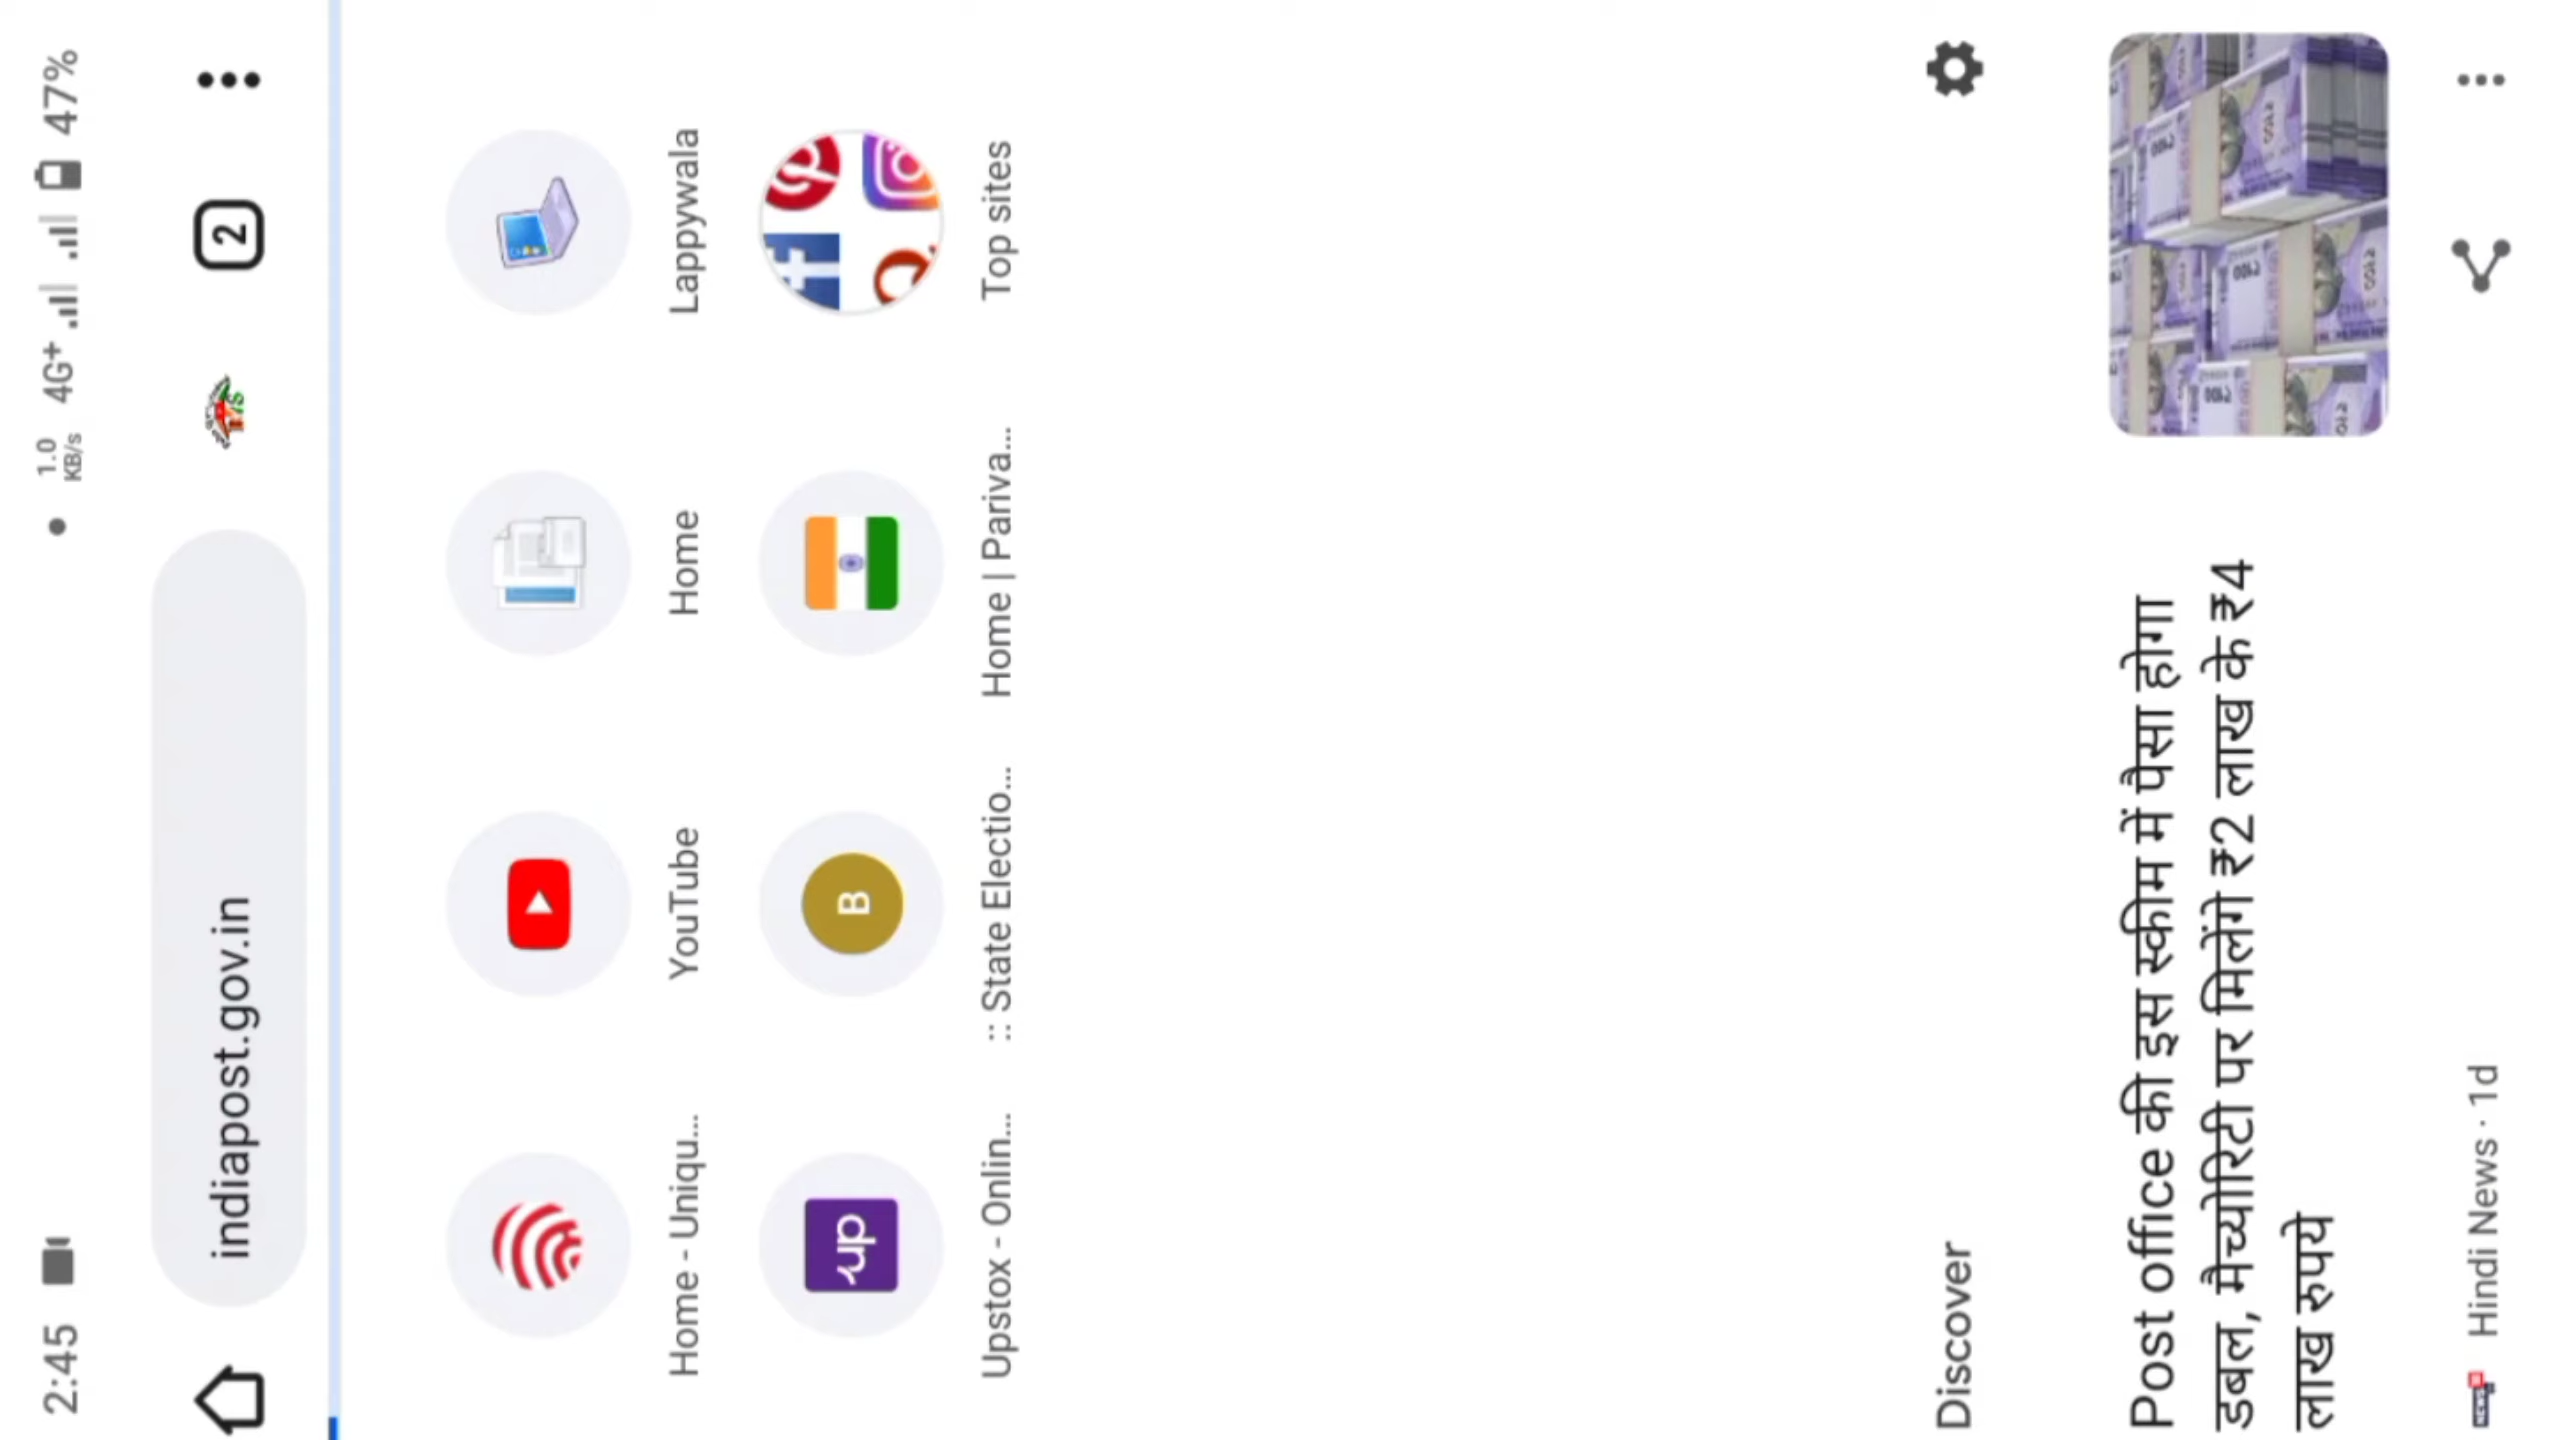 2:45
1.0
KB/s
4G+
47%
indiapost.gov.in
2
Home - Uniqu...
YouTube
Home
Lappywala
up
B
Upstox - Onlin...
:: State Electio...
Home | Pariva...
Top sites
Discover
Post office की इस स्कीम में पैसा होगा
डबल, मैच्योरिटी पर मिलेंगे ₹2 लाख के ₹4
लाख रुपये
Hindi News · 1d